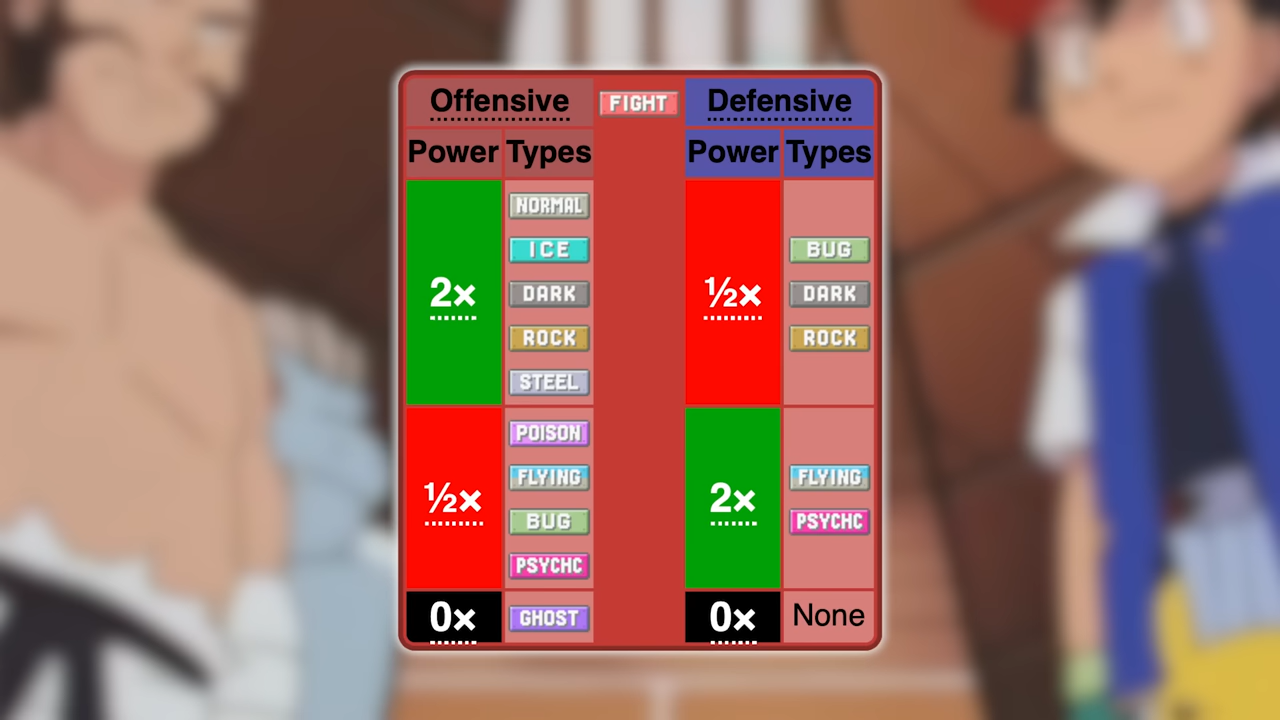 Offensive FIGHT Defensive
Power Types Power Types
2×
NORMAL
ICE
DARK
ROCK
STEEL
½×
BUG
DARK
ROCK
½×
POISON
FLYING
BUG
PSYCHC
2×
FLYING
PSYCHC
0× GHOST 0× None